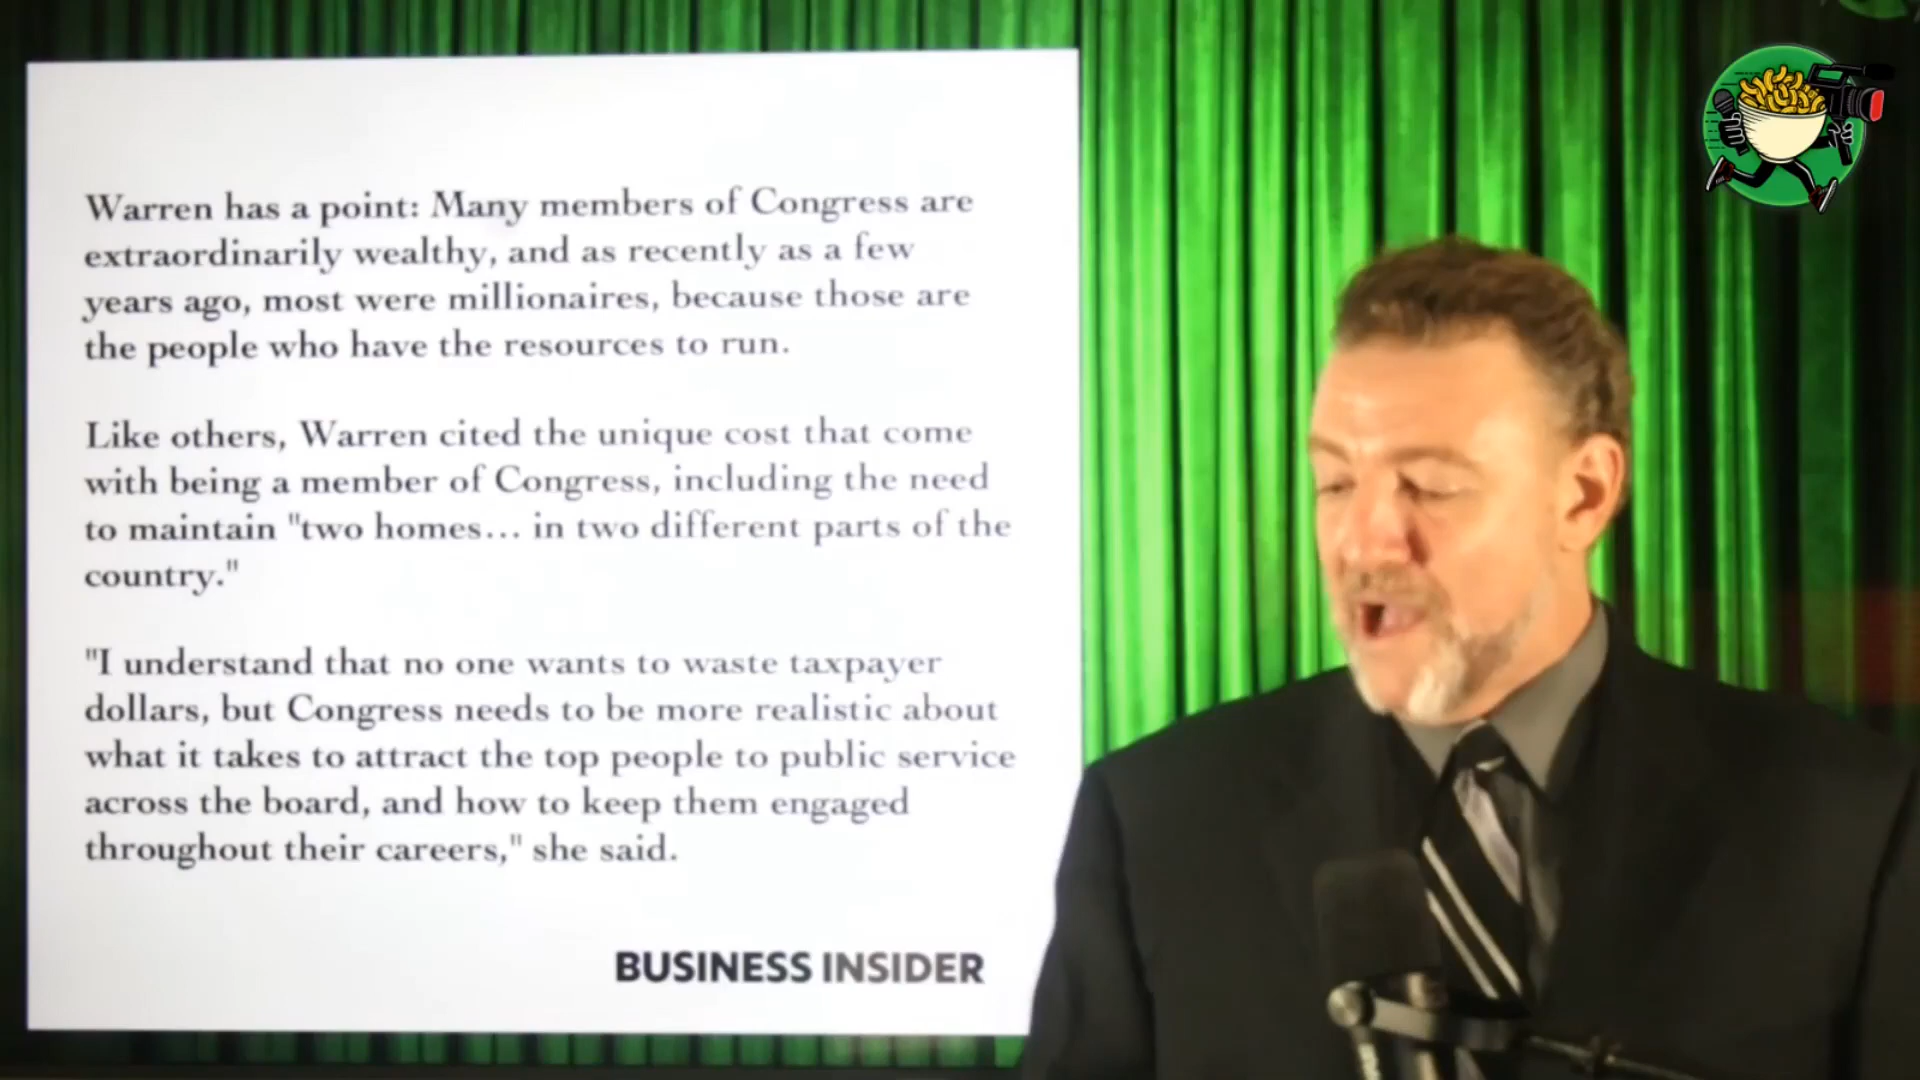 Warren has a point: Many members of Congress are
extraordinarily wealthy, and as recently as a few
years ago, most were millionaires, because those are
the people who have the resources to run.
Like others, Warren cited the unique cost that come
with being a member of Congress, including the need
to maintain "two homes... in two different parts of the
country."
"I understand that no one wants to waste taxpayer
dollars, but Congress needs to be more realistic about
what it takes to attract the top people to public service
across the board, and how to keep them engaged
throughout their careers," she said.
BUSINESS INSIDER